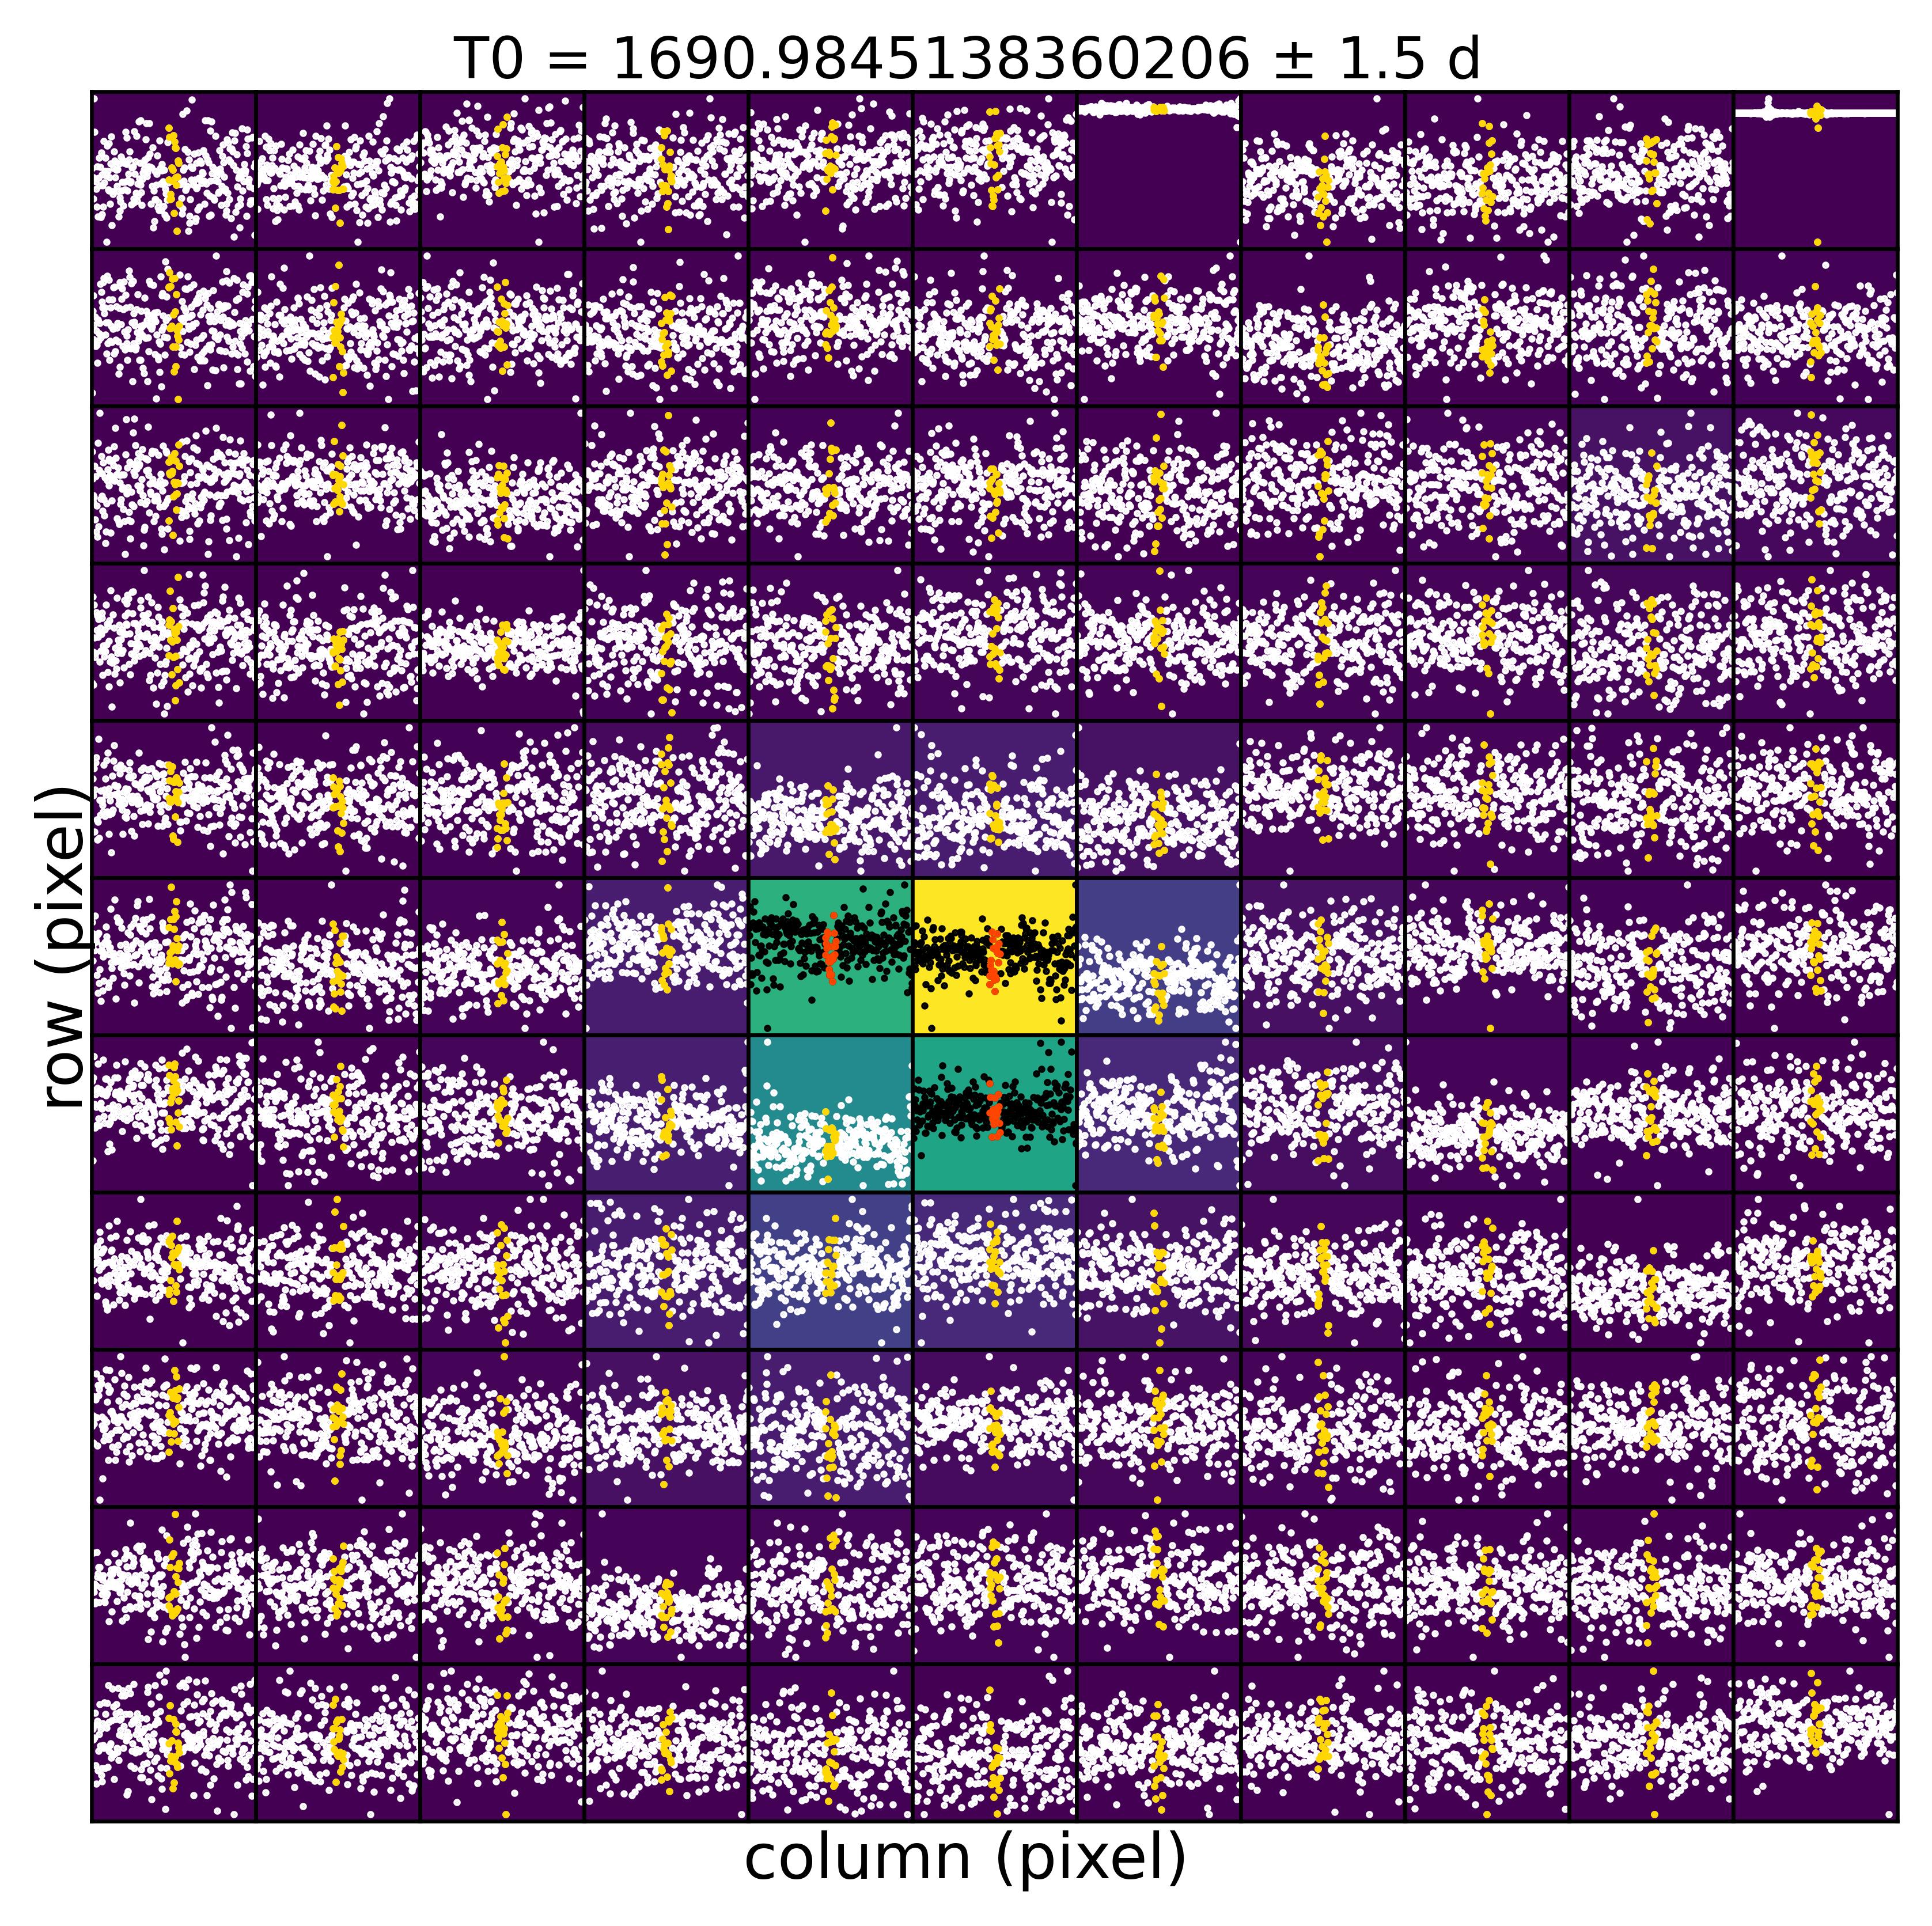 T0 = 1690.9845138360206 ± 1.5 d
row (pixel)
column (pixel)